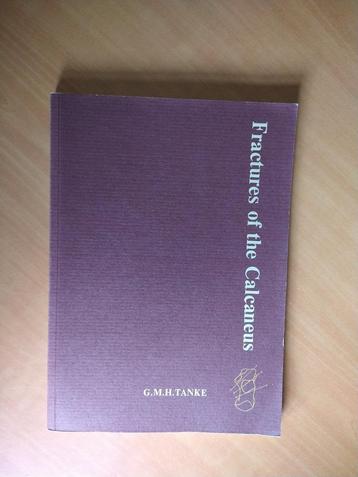 Fractures of the Calcaneus
G.M.H.TANKE